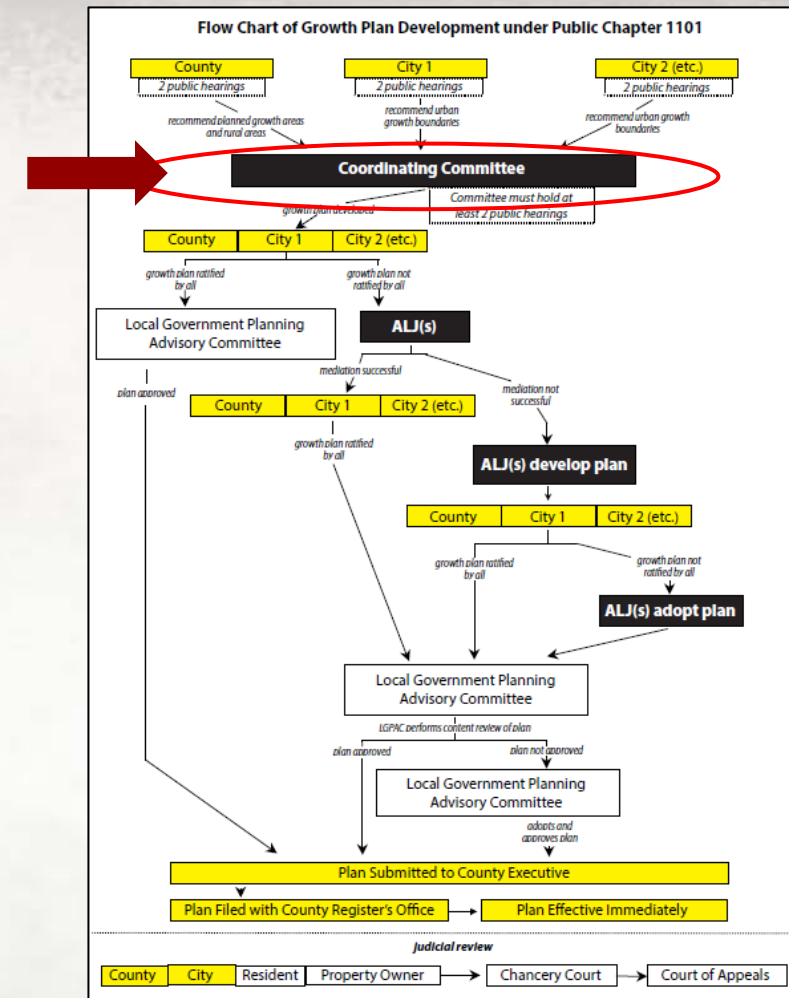 Flow Chart of Growth Plan Development under Public Chapter 1101
County
City 1
City 2 (etc.)
2 public hearings
2 public hearings
2 public hearings
recommend planned growth areas
and rural areas
recommend urban
growth boundaries
recommend urban growth
boundaries
Coordinating Committee
Committee must hold at
least 2 public hearings
growth plan developed
County
City 1
City 2 (etc.)
growth plan ratified
by all
growth plan not
ratified by all
Local Government Planning
Advisory Committee
ALJ(s)
mediation successful
mediation not
successful
plan approved
County
City 1
City 2 (etc.)
growth plan ratified
by all
ALJ(s) develop plan
County
City 1
City 2 (etc.)
growth plan ratified
by all
growth plan not
ratified by all
ALJ(s) adopt plan
Local Government Planning
Advisory Committee
LGPAC performs content review of plan
plan approved
plan not approved
Local Government Planning
Advisory Committee
adopts and
approves plan
Plan Submitted to County Executive
Plan Filed with County Register's Office
Plan Effective Immediately
judicial review
County
City
Resident
Property Owner
Chancery Court
Court of Appeals